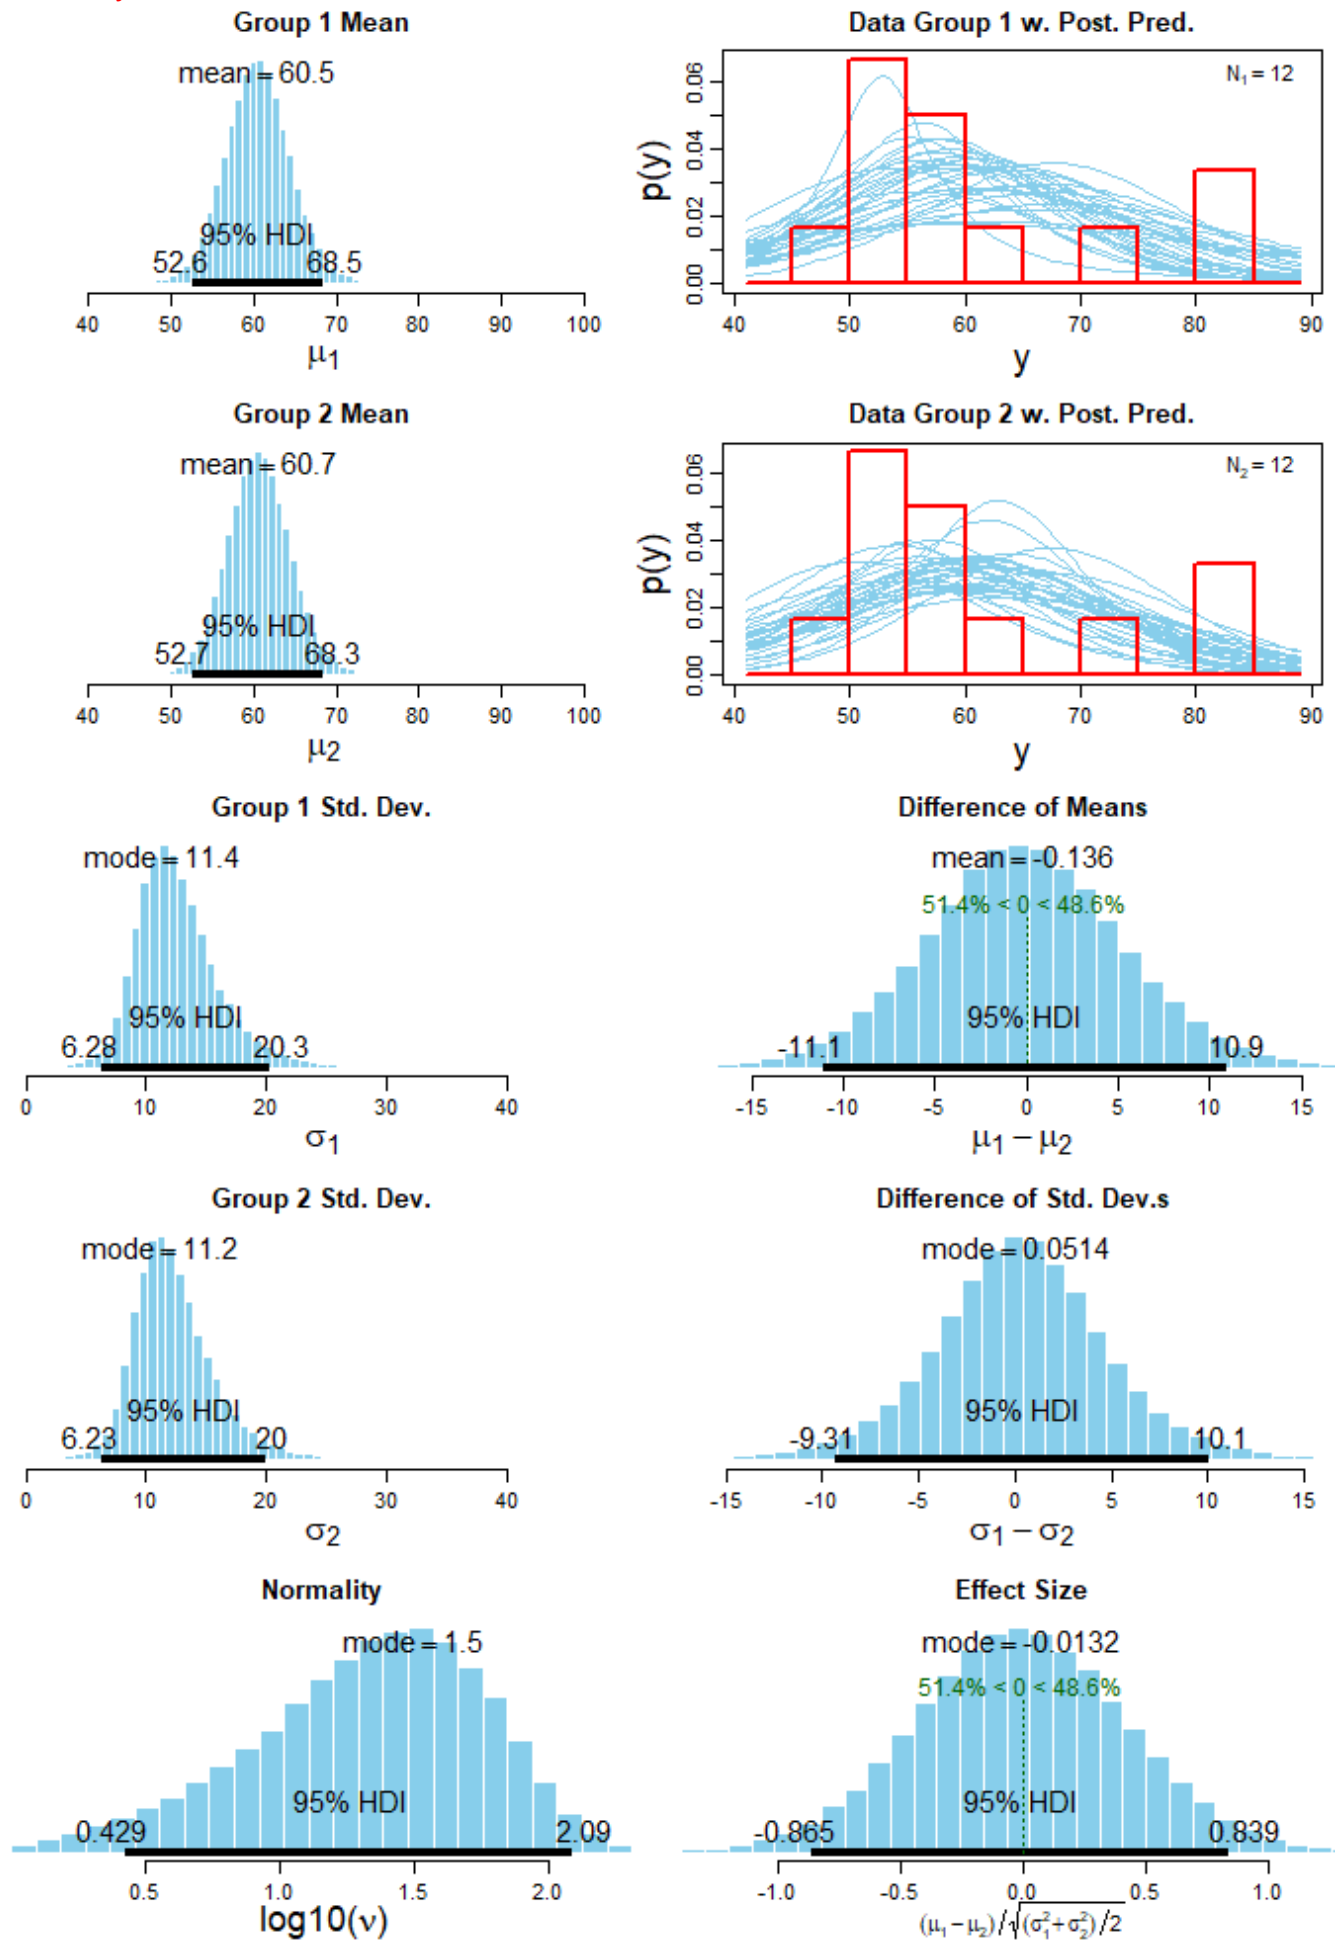 Group 1 Mean
mean = 60.5
95% HDI
52.6 68.5
40 50 60 70 80 90 100
μ1
Data Group 1 w. Post. Pred.
N1 = 12
p(y)
0.00 0.02 0.04 0.06
40 50 60 70 80 90
y
Group 2 Mean
mean = 60.7
95% HDI
52.7 68.3
40 50 60 70 80 90 100
μ2
Data Group 2 w. Post. Pred.
N2 = 12
p(y)
0.00 0.02 0.04 0.06
40 50 60 70 80 90
y
Group 1 Std. Dev.
mode = 11.4
95% HDI
6.28 20.3
0 10 20 30 40
σ1
Difference of Means
mean = -0.136
51.4% < 0 < 48.6%
95% HDI
-11.1 10.9
-15 -10 -5 0 5 10 15
μ1 − μ2
Group 2 Std. Dev.
mode = 11.2
95% HDI
6.23 20
0 10 20 30 40
σ2
Difference of Std. Dev.s
mode = 0.0514
95% HDI
-9.31 10.1
-15 -10 -5 0 5 10 15
σ1 − σ2
Normality
mode = 1.5
95% HDI
0.429 2.09
0.5 1.0 1.5 2.0
log10(ν)
Effect Size
mode = -0.0132
51.4% < 0 < 48.6%
95% HDI
-0.865 0.839
-1.0 -0.5 0.0 0.5 1.0
(μ1 − μ2)/√(σ1²+σ2²)/2